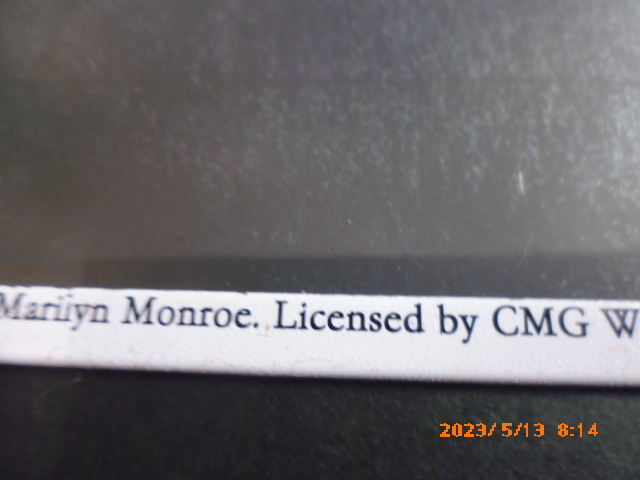 Marilyn Monroe. Licensed by CMG W
2023/ 5/13 8:14